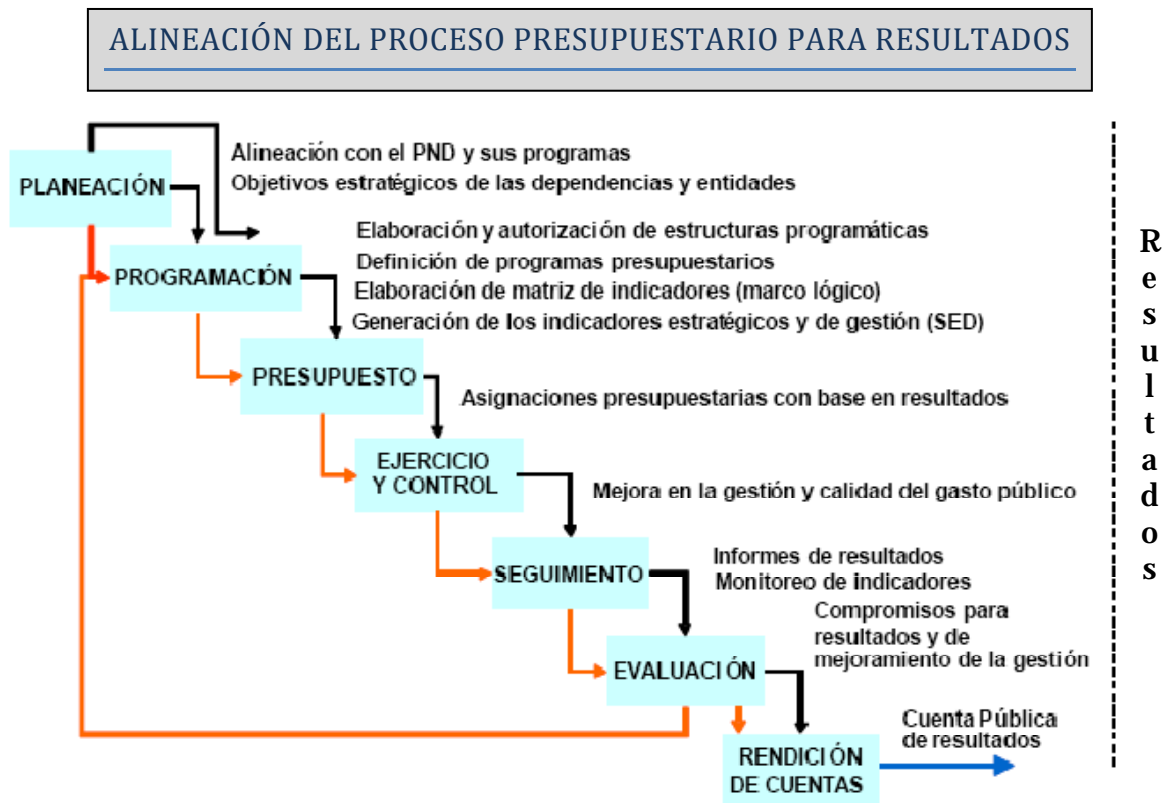 ALINEACIÓN DEL PROCESO PRESUPUESTARIO PARA RESULTADOS
PLANEACIÓN
Alineación con el PND y sus programas
Objetivos estratégicos de las dependencias y entidades
PROGRAMACIÓN
Elaboración y autorización de estructuras programáticas
Definición de programas presupuestarios
Elaboración de matriz de indicadores (marco lógico)
Generación de los indicadores estratégicos y de gestión (SED)
PRESUPUESTO
Asignaciones presupuestarias con base en resultados
EJERCICIO
Y CONTROL
Mejora en la gestión y calidad del gasto público
SEGUIMIENTO
Informes de resultados
Monitoreo de indicadores
EVALUACIÓN
Compromisos para
resultados y de
mejoramiento de la gestión
RENDICIÓN
DE CUENTAS
Cuenta Pública
de resultados
Resultados